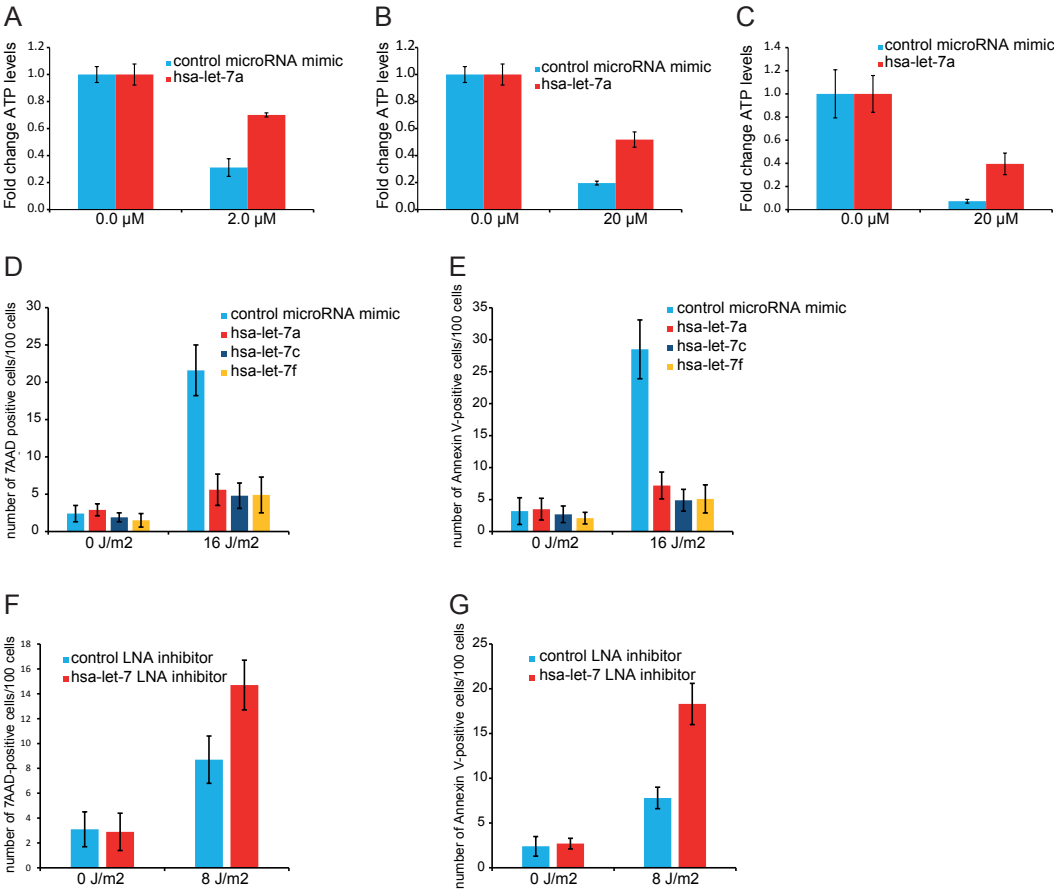 A
Fold change ATP levels
1.2
1.0
0.8
0.6
0.4
0.2
0.0
control microRNA mimic
hsa-let-7a
0.0 µM
2.0 µM
B
Fold change ATP levels
1.2
1.0
0.8
0.6
0.4
0.2
0.0
control microRNA mimic
hsa-let-7a
0.0 µM
20 µM
C
Fold change ATP levels
1.4
1.2
1.0
0.8
0.6
0.4
0.2
0.0
control microRNA mimic
hsa-let-7a
0.0 µM
20 µM
D
number of 7AAD positive cells/100 cells
30
25
20
15
10
5
0
control microRNA mimic
hsa-let-7a
hsa-let-7c
hsa-let-7f
0 J/m2
16 J/m2
E
number of Annexin V-positive cells/100 cells
35
30
25
20
15
10
5
0
control microRNA mimic
hsa-let-7a
hsa-let-7c
hsa-let-7f
0 J/m2
16 J/m2
F
number of 7AAD-positive cells/100 cells
18
16
14
12
10
8
6
4
2
0
control LNA inhibitor
hsa-let-7 LNA inhibitor
0 J/m2
8 J/m2
G
number of Annexin V-positive cells/100 cells
25
20
15
10
5
0
control LNA inhibitor
hsa-let-7 LNA inhibitor
0 J/m2
8 J/m2